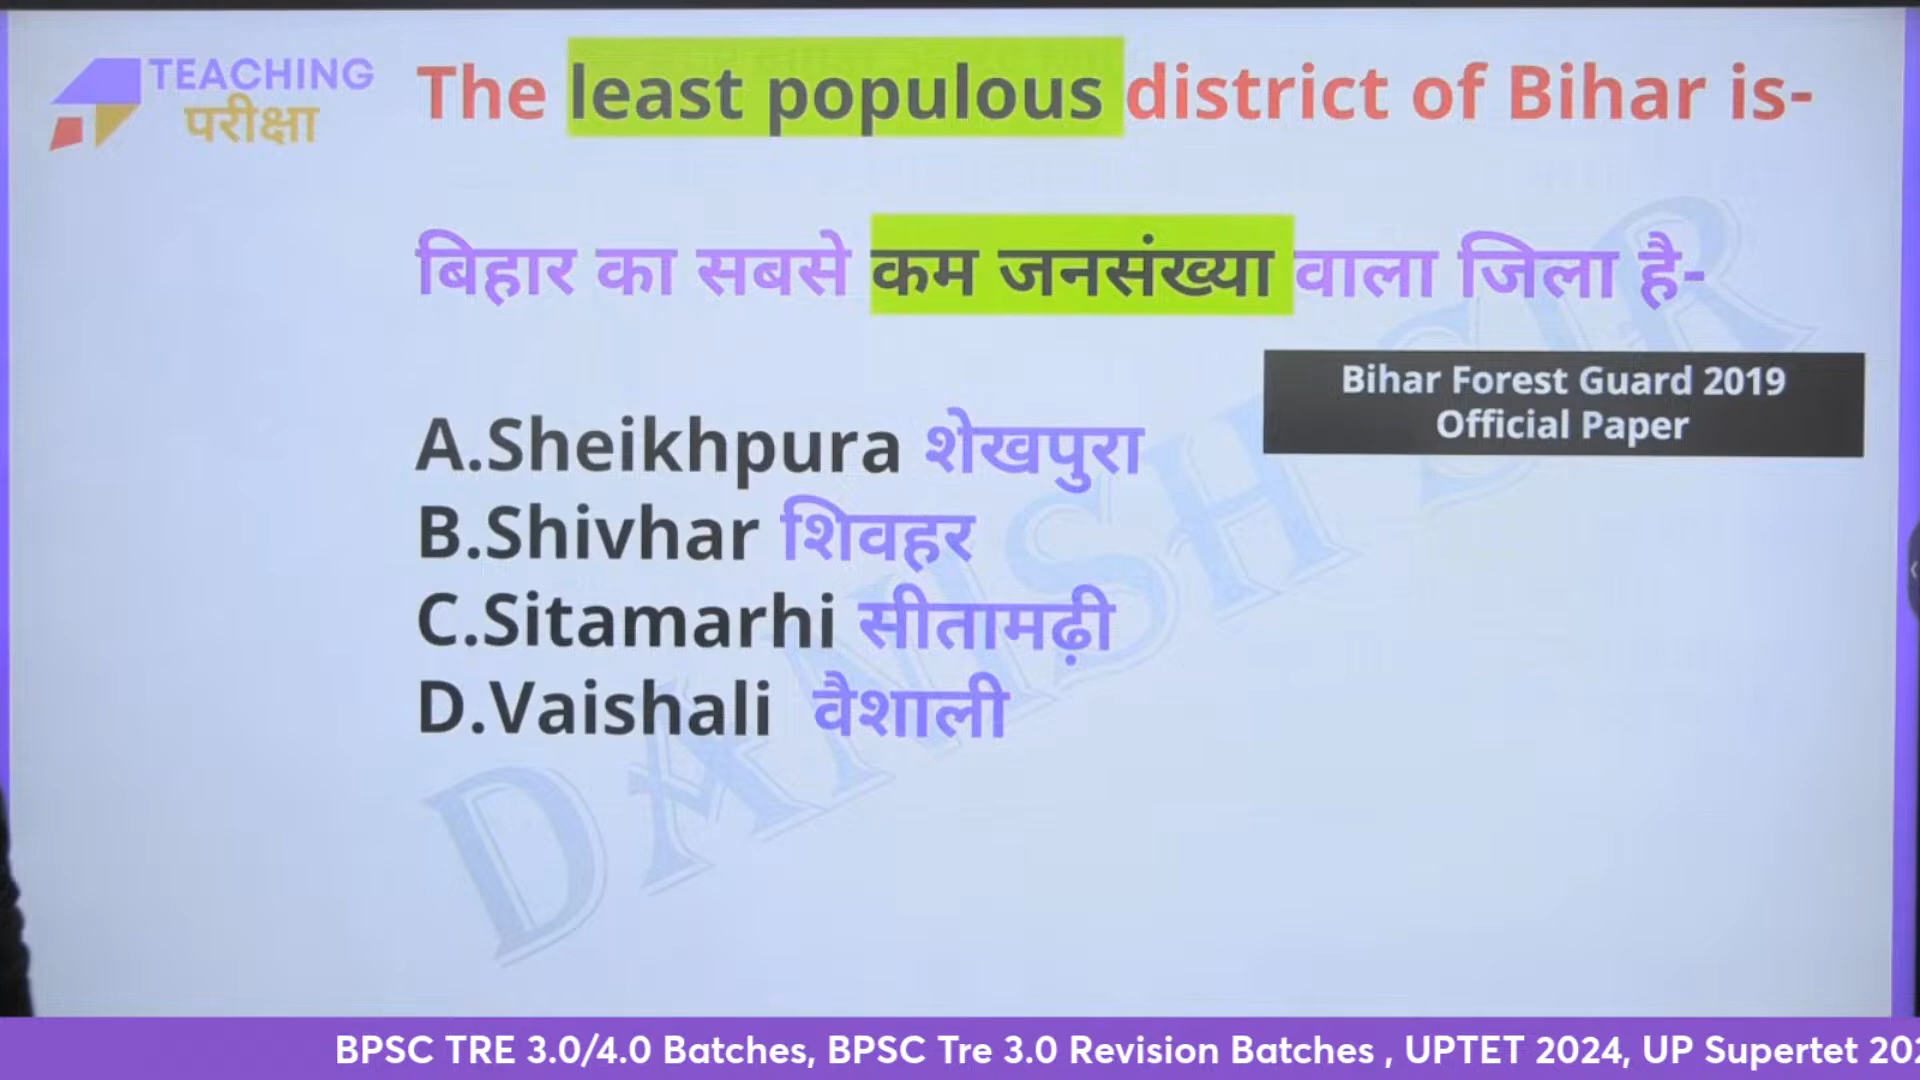 TEACHING
परीक्षा
The least populous district of Bihar is-
बिहार का सबसे कम जनसंख्या वाला जिला है-
Bihar Forest Guard 2019
Official Paper
A.Sheikhpura शेखपुरा
B.Shivhar शिवहर
C.Sitamarhi सीतामढ़ी
D.Vaishali वैशाली
DANISH SIR
BPSC TRE 3.0/4.0 Batches, BPSC Tre 3.0 Revision Batches , UPTET 2024, UP Supertet